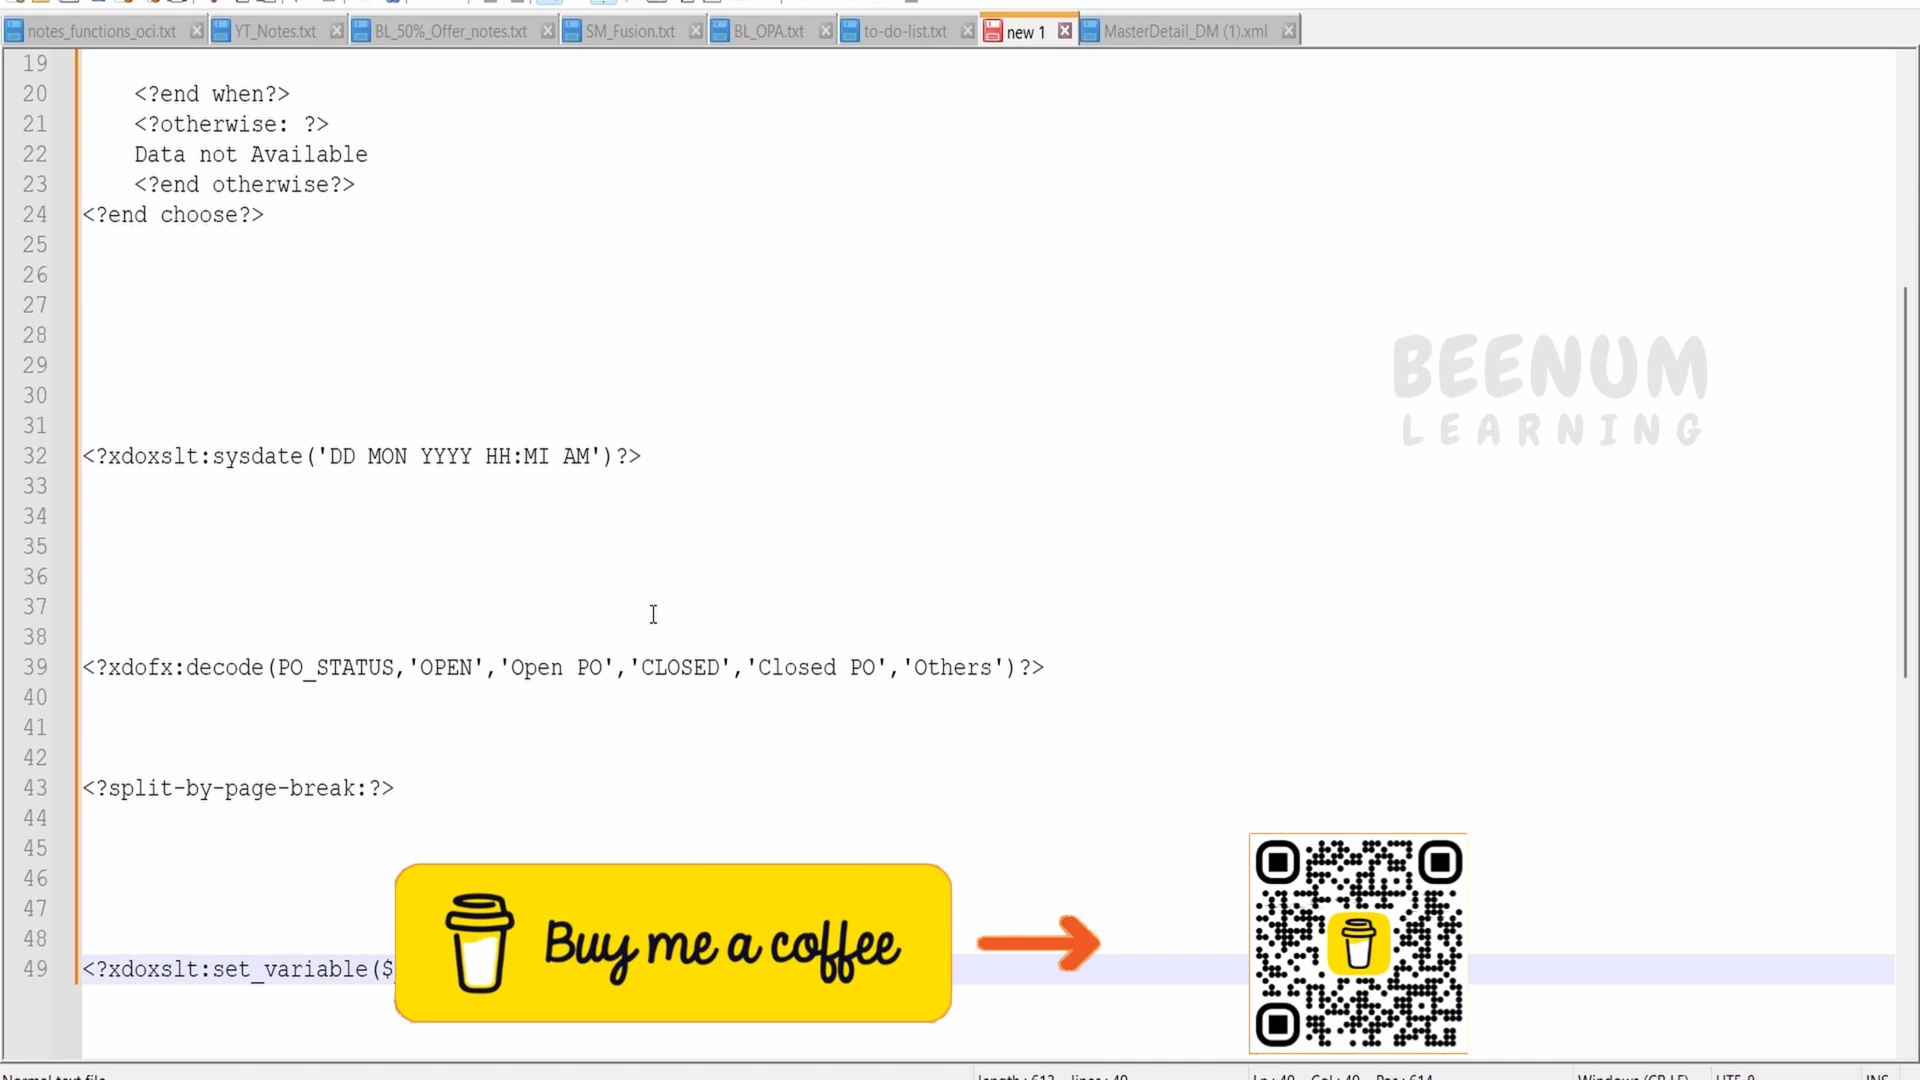 notes_functions_oci.txt YT_Notes.txt BL_50%_Offer_notes.txt SM_Fusion.txt BL_OPA.txt to-do-list.txt new 1 MasterDetail_DM (1).xml
19
20 <?end when?>
21 <?otherwise: ?>
22 Data not Available
23 <?end otherwise?>
24 <?end choose?>
25
26
27
28
29
30
31
32 <?xdoxslt:sysdate('DD MON YYYY HH:MI AM')?>
33
34
35
36
37
38
39 <?xdofx:decode(PO_STATUS,'OPEN','Open PO','CLOSED','Closed PO','Others')?>
40
41
42
43 <?split-by-page-break:?>
44
45
46
47
48
49 <?xdoxslt:set_variable($
BEENUM
LEARNING
Buy me a coffee